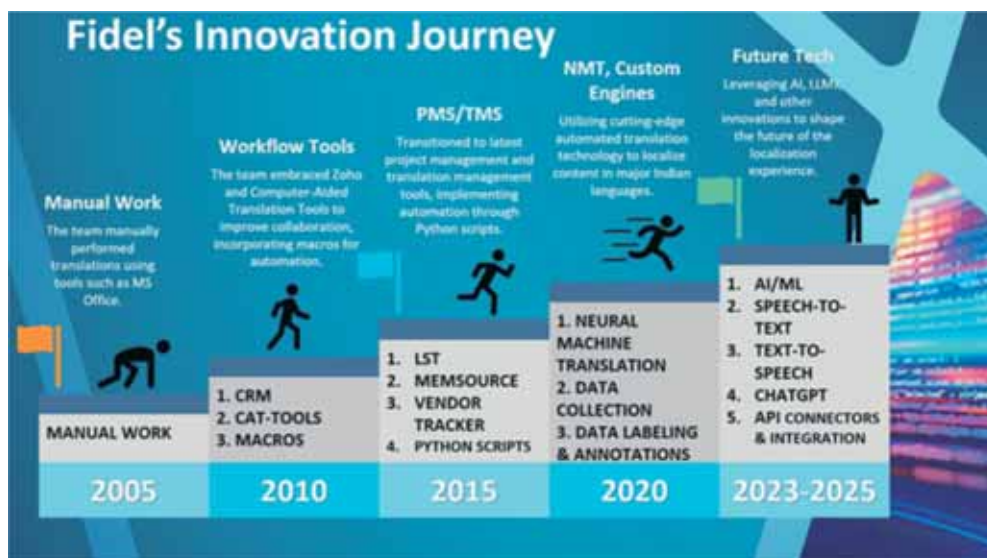 Fidel's Innovation Journey
Manual Work
The team manually
performed
translations using
tools such as MS
Office.
MANUAL WORK
2005
Workflow Tools
The team embraced Zoho
and Computer-Aided
Translation Tools to
improve collaboration,
incorporating macros for
automation.
1. CRM
2. CAT-TOOLS
3. MACROS
2010
PMS/TMS
Transitioned to latest
project management and
translation management
tools, implementing
automation through
Python scripts.
1. LST
2. MEMSOURCE
3. VENDOR
TRACKER
4. PYTHON SCRIPTS
2015
NMT, Custom
Engines
Utilizing cutting-edge
automated translation
technology to localize
content in major Indian
languages.
1. NEURAL
MACHINE
TRANSLATION
2. DATA
COLLECTION
3. DATA LABELING
& ANNOTATIONS
2020
Future Tech
Leveraging AI, LLMs
and other
innovations to shape
the future of the
localization
experience.
1. AI/ML
2. SPEECH-TO-
TEXT
3. TEXT-TO-
SPEECH
4. CHATGPT
5. API CONNECTORS
& INTEGRATION
2023-2025